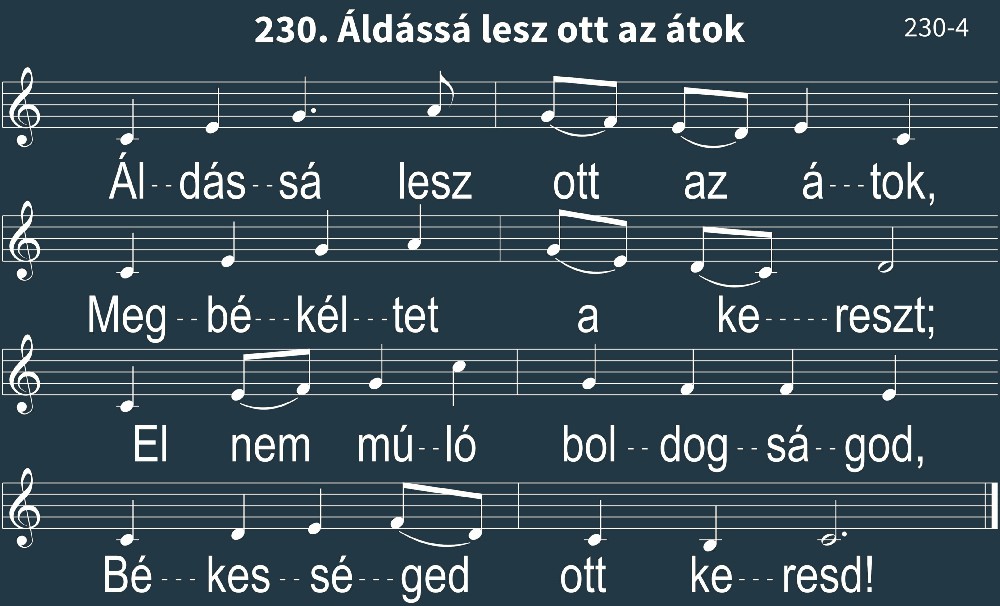 230. Áldássá lesz ott az átok
230-4
Ál--dás--sá lesz ott az á---tok,
Meg--bé---kél---tet a ke-----reszt;
El nem mú--ló bol--dog--sá--god,
Bé---kes--sé---ged ott ke---resd!